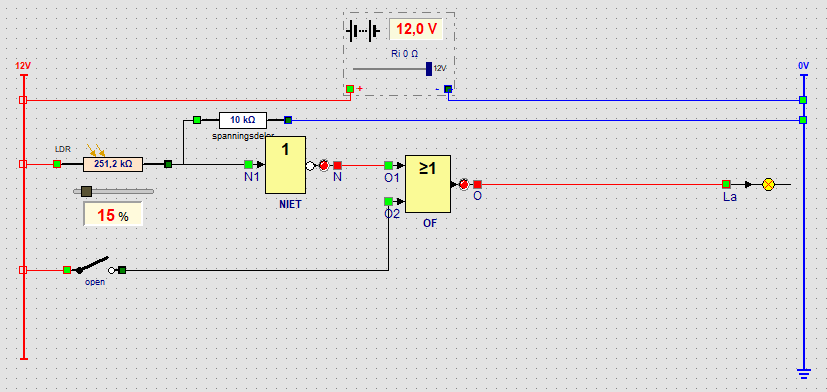 12,0 V
Ri 0 Ω
12V
+ -
12V
0V
10 kΩ
spanningsdeler
LDR
251,2 kΩ
1
≥1
N1
N
O1
O2
O
La
NIET
OF
15 %
open